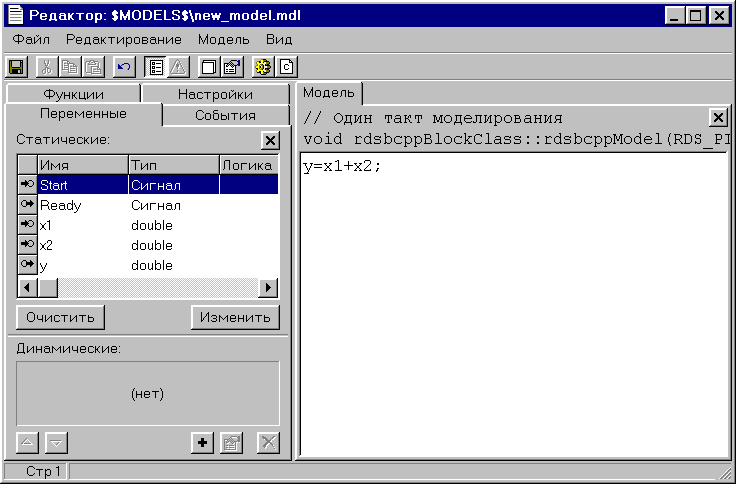 Редактор: $MODELS$\new_model.mdl
Файл Редактирование Модель Вид
Функции Настройки
Переменные События
Статические:
Имя Тип Логика
Start Сигнал
Ready Сигнал
x1 double
x2 double
y double
Очистить Изменить
Динамические:
(нет)
Модель
// Один такт моделирования
void rdsbcppBlockClass::rdsbcppModel(RDS_PI
y=x1+x2;
Стр 1